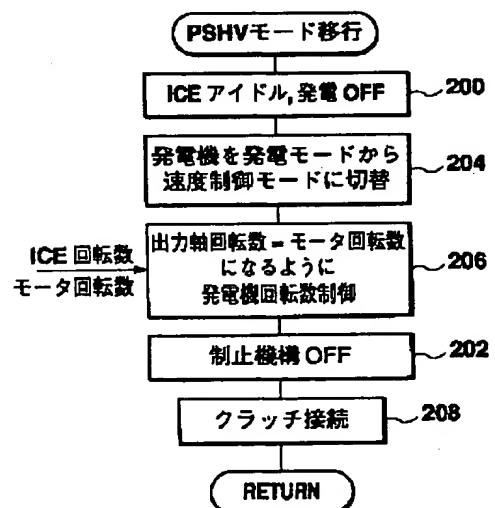 PSHVモード移行
ICE アイドル, 発電 OFF
200
発電機を発電モードから
速度制御モードに切替
204
ICE 回転数
モータ回転数
出力軸回転数 = モータ回転数
になるように
発電機回転数制御
206
制止機構 OFF
202
クラッチ接続
208
RETURN